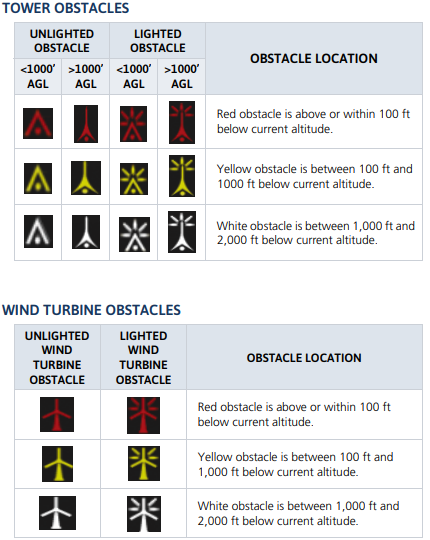 TOWER OBSTACLES
UNLIGHTED
OBSTACLE
LIGHTED
OBSTACLE
OBSTACLE LOCATION
<1000’
AGL
>1000’
AGL
<1000’
AGL
>1000’
AGL
Red obstacle is above or within 100 ft
below current altitude.
Yellow obstacle is between 100 ft and
1000 ft below current altitude.
White obstacle is between 1,000 ft and
2,000 ft below current altitude.
WIND TURBINE OBSTACLES
UNLIGHTED
WIND
TURBINE
OBSTACLE
LIGHTED
WIND
TURBINE
OBSTACLE
OBSTACLE LOCATION
Red obstacle is above or within 100 ft
below current altitude.
Yellow obstacle is between 100 ft and
1,000 ft below current altitude.
White obstacle is between 1,000 ft and
2,000 ft below current altitude.